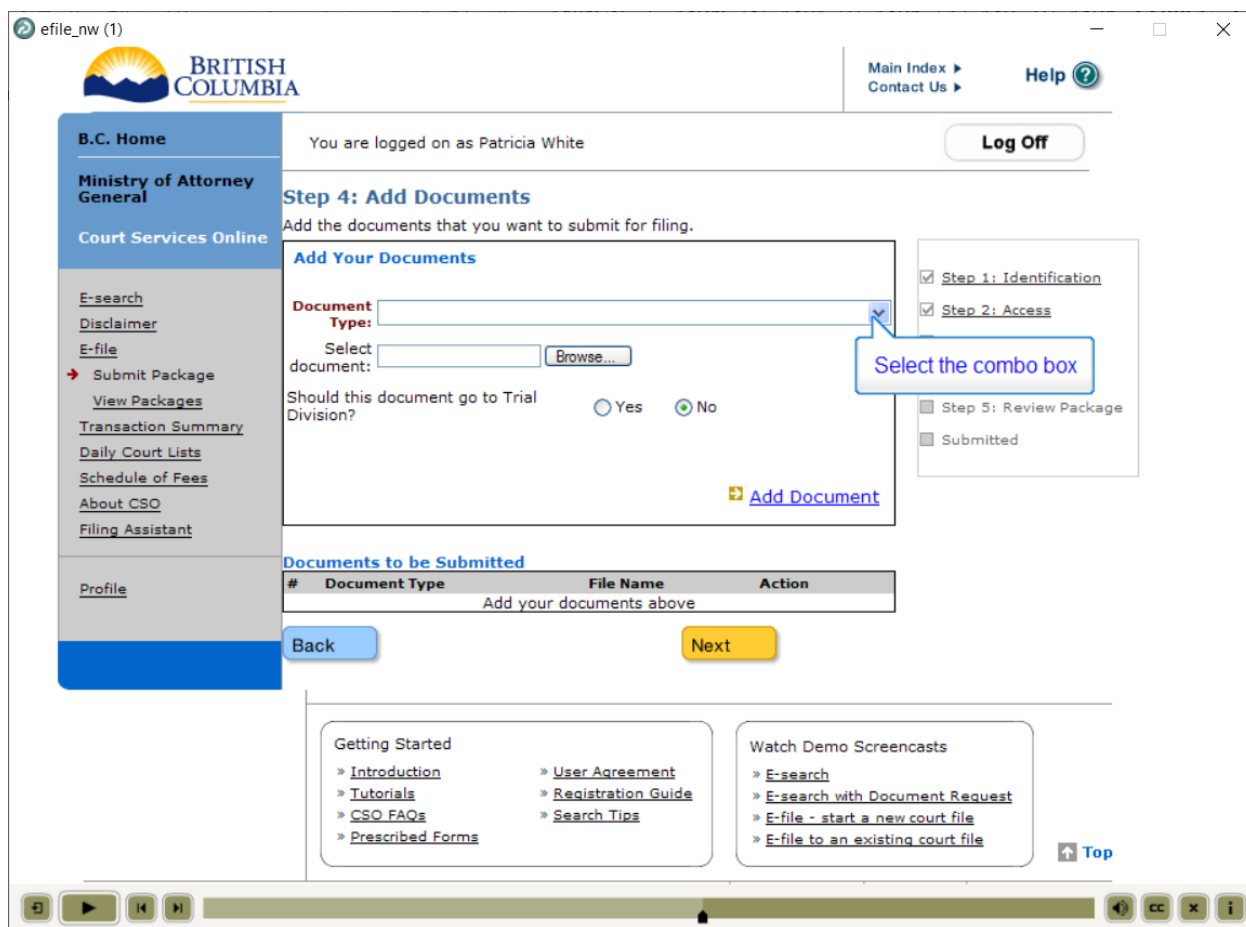 efile_nw (1)
BRITISH
COLUMBIA
Main Index
Contact Us
Help
B.C. Home
Ministry of Attorney
General
Court Services Online
You are logged on as Patricia White
Log Off
Step 4: Add Documents
Add the documents that you want to submit for filing.
Add Your Documents
Document
Type:
Select
document:
Browse...
Should this document go to Trial
Division?
Yes
No
Add Document
Select the combo box
Step 1: Identification
Step 2: Access
Step 5: Review Package
Submitted
E-search
Disclaimer
E-file
Submit Package
View Packages
Transaction Summary
Daily Court Lists
Schedule of Fees
About CSO
Filing Assistant
Profile
Documents to be Submitted
# Document Type File Name Action
Add your documents above
Back
Next
Getting Started
» Introduction
» Tutorials
» CSO FAQs
» Prescribed Forms
» User Agreement
» Registration Guide
» Search Tips
Watch Demo Screencasts
» E-search
» E-search with Document Request
» E-file - start a new court file
» E-file to an existing court file
Top
CC